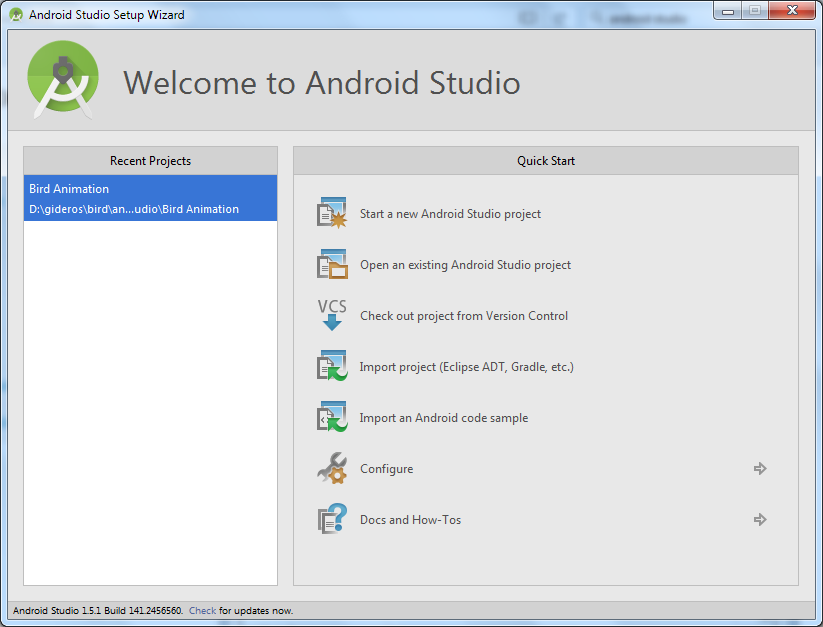 Android Studio Setup Wizard
Welcome to Android Studio
Recent Projects
Bird Animation
D:\gideros\bird\an...udio\Bird Animation
Quick Start
Start a new Android Studio project
Open an existing Android Studio project
VCS
Check out project from Version Control
Import project (Eclipse ADT, Gradle, etc.)
Import an Android code sample
Configure
Docs and How-Tos
Android Studio 1.5.1 Build 141.2456560. Check for updates now.